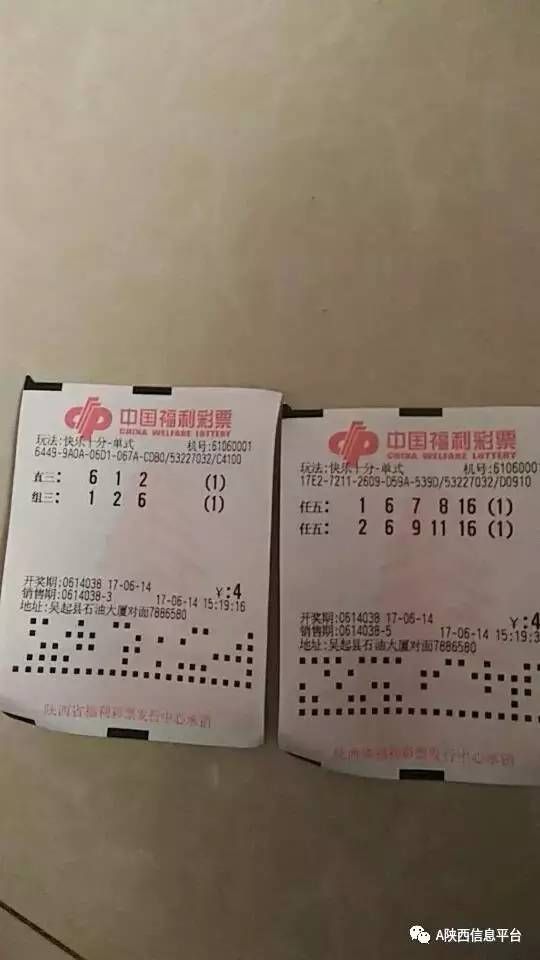 中国福利彩票
CHINA WELFARE LOTTERY
玩法:快乐十分-单式 机号:61060001
6449-9A0A-06D1-067A-CDB0/53227032/C4100
直三: 6 1 2 (1)
组三: 1 2 6 (1)
开奖期:0614038 17-06-14 ¥:4
销售期:0614038-3 17-06-14 15:19:16
地址:吴起县石油大厦对面7886580
陕西省福利彩票发行中心承销
中国福利彩票
CHINA WELFARE LOTTERY
玩法:快乐十分-单式 机号:61060001
17E2-7211-2609-D59A-539D/53227032/D0910
任五: 1 6 7 8 16 (1)
任五: 2 6 9 11 16 (1)
开奖期:0614038 17-06-14 ¥:4
销售期:0614038-5 17-06-14 15:19:3
地址:吴起县石油大厦对面7886580
陕西省福利彩票发行中心承销
A陕西信息平台